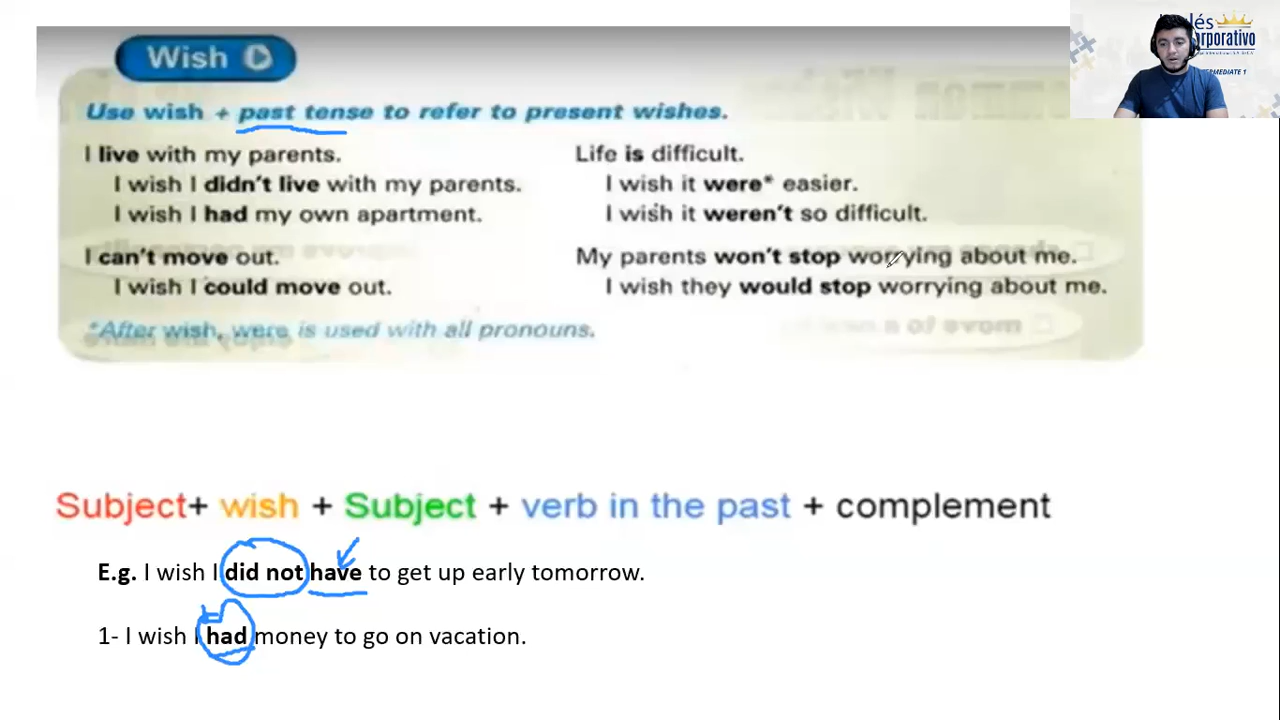 Wish
Use wish + past tense to refer to present wishes.
I live with my parents.
I wish I didn't live with my parents.
I wish I had my own apartment.
I can't move out.
I wish I could move out.
Life is difficult.
I wish it were* easier.
I wish it weren't so difficult.
My parents won't stop worrying about me.
I wish they would stop worrying about me.
*After wish, were is used with all pronouns.
Subject+ wish + Subject + verb in the past + complement
E.g. I wish I did not have to get up early tomorrow.
1- I wish I had money to go on vacation.